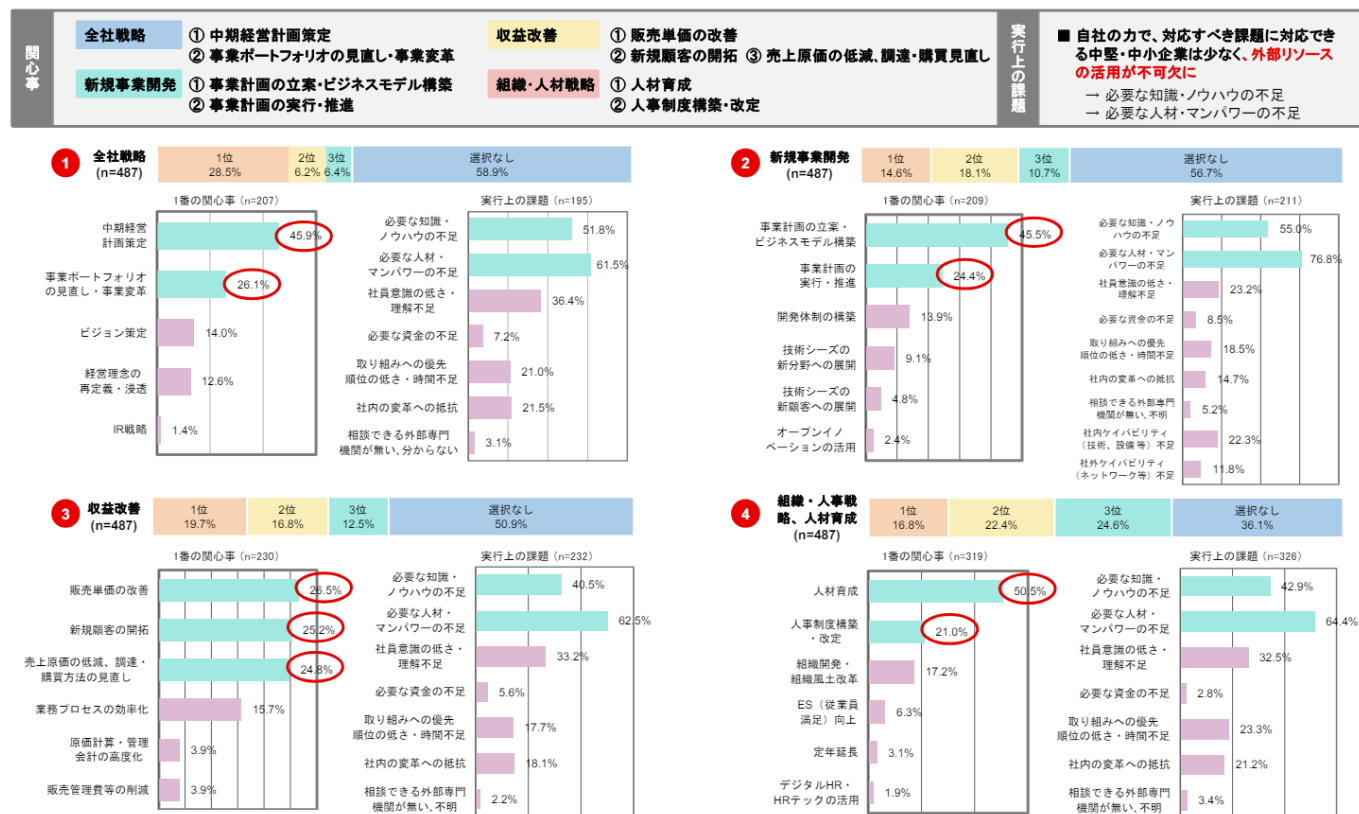 関心事
全社戦略
① 中期経営計画策定
② 事業ポートフォリオの見直し・事業変革
新規事業開発
① 事業計画の立案・ビジネスモデル構築
② 事業計画の実行・推進
収益改善
① 販売単価の改善
② 新規顧客の開拓 ③ 売上原価の低減、調達・購買見直し
組織・人材戦略
① 人材育成
② 人事制度構築・改定
実行上の課題
■ 自社の力で、対応すべき課題に対応でき
る中堅・中小企業は少なく、外部リソース
の活用が不可欠に
→ 必要な知識・ノウハウの不足
→ 必要な人材・マンパワーの不足
1
全社戦略
(n=487)
1位
28.5%
2位
6.2%
3位
6.4%
選択なし
58.9%
1番の関心事 (n=207)
中期経営
計画策定
45.9%
事業ポートフォリオ
の見直し・事業変革
26.1%
ビジョン策定
14.0%
経営理念の
再定義・浸透
12.6%
IR戦略
1.4%
実行上の課題 (n=195)
必要な知識・
ノウハウの不足
51.8%
必要な人材・
マンパワーの不足
61.5%
社員意識の低さ・
理解不足
36.4%
必要な資金の不足
7.2%
取り組みへの優先
順位の低さ・時間不足
21.0%
社内の変革への抵抗
21.5%
相談できる外部専門
機関が無い、分からない
3.1%
2
新規事業開発
(n=487)
1位
14.6%
2位
18.1%
3位
10.7%
選択なし
56.7%
1番の関心事 (n=209)
事業計画の立案・
ビジネスモデル構築
45.5%
事業計画の
実行・推進
24.4%
開発体制の構築
13.9%
技術シーズの
新分野への展開
9.1%
技術シーズの
新顧客への展開
4.8%
オープンイノ
ベーションの活用
2.4%
実行上の課題 (n=211)
必要な知識・ノウ
ハウの不足
55.0%
必要な人材・マン
パワーの不足
76.8%
社員意識の低さ・
理解不足
23.2%
必要な資金の不足
8.5%
取り組みへの優先
順位の低さ・時間不足
18.5%
社内の変革への抵抗
14.7%
相談できる外部専門
機関が無い、不明
5.2%
社内ケイパビリティ
（技術、設備等）不足
22.3%
社外ケイパビリティ
（ネットワーク等）不足
11.8%
3
収益改善
(n=487)
1位
19.7%
2位
16.8%
3位
12.5%
選択なし
50.9%
1番の関心事 (n=230)
販売単価の改善
26.5%
新規顧客の開拓
25.2%
売上原価の低減、調達・
購買方法の見直し
24.8%
業務プロセスの効率化
15.7%
原価計算・管理
会計の高度化
3.9%
販売管理費等の削減
3.9%
実行上の課題 (n=232)
必要な知識・
ノウハウの不足
40.5%
必要な人材・
マンパワーの不足
62.5%
社員意識の低さ・
理解不足
33.2%
必要な資金の不足
5.6%
取り組みへの優先
順位の低さ・時間不足
17.7%
社内の変革への抵抗
18.1%
相談できる外部専門
機関が無い、不明
2.2%
4
組織・人事戦
略、人材育成
(n=487)
1位
16.8%
2位
22.4%
3位
24.6%
選択なし
36.1%
1番の関心事 (n=319)
人材育成
50.5%
人事制度構築
・改定
21.0%
組織開発・
組織風土改革
17.2%
ES（従業員
満足）向上
6.3%
定年延長
3.1%
デジタルHR・
HRテックの活用
1.9%
実行上の課題 (n=326)
必要な知識・
ノウハウの不足
42.9%
必要な人材・
マンパワーの不足
64.4%
社員意識の低さ・
理解不足
32.5%
必要な資金の不足
2.8%
取り組みへの優先
順位の低さ・時間不足
23.3%
社内の変革への抵抗
21.2%
相談できる外部専門
機関が無い、不明
3.4%